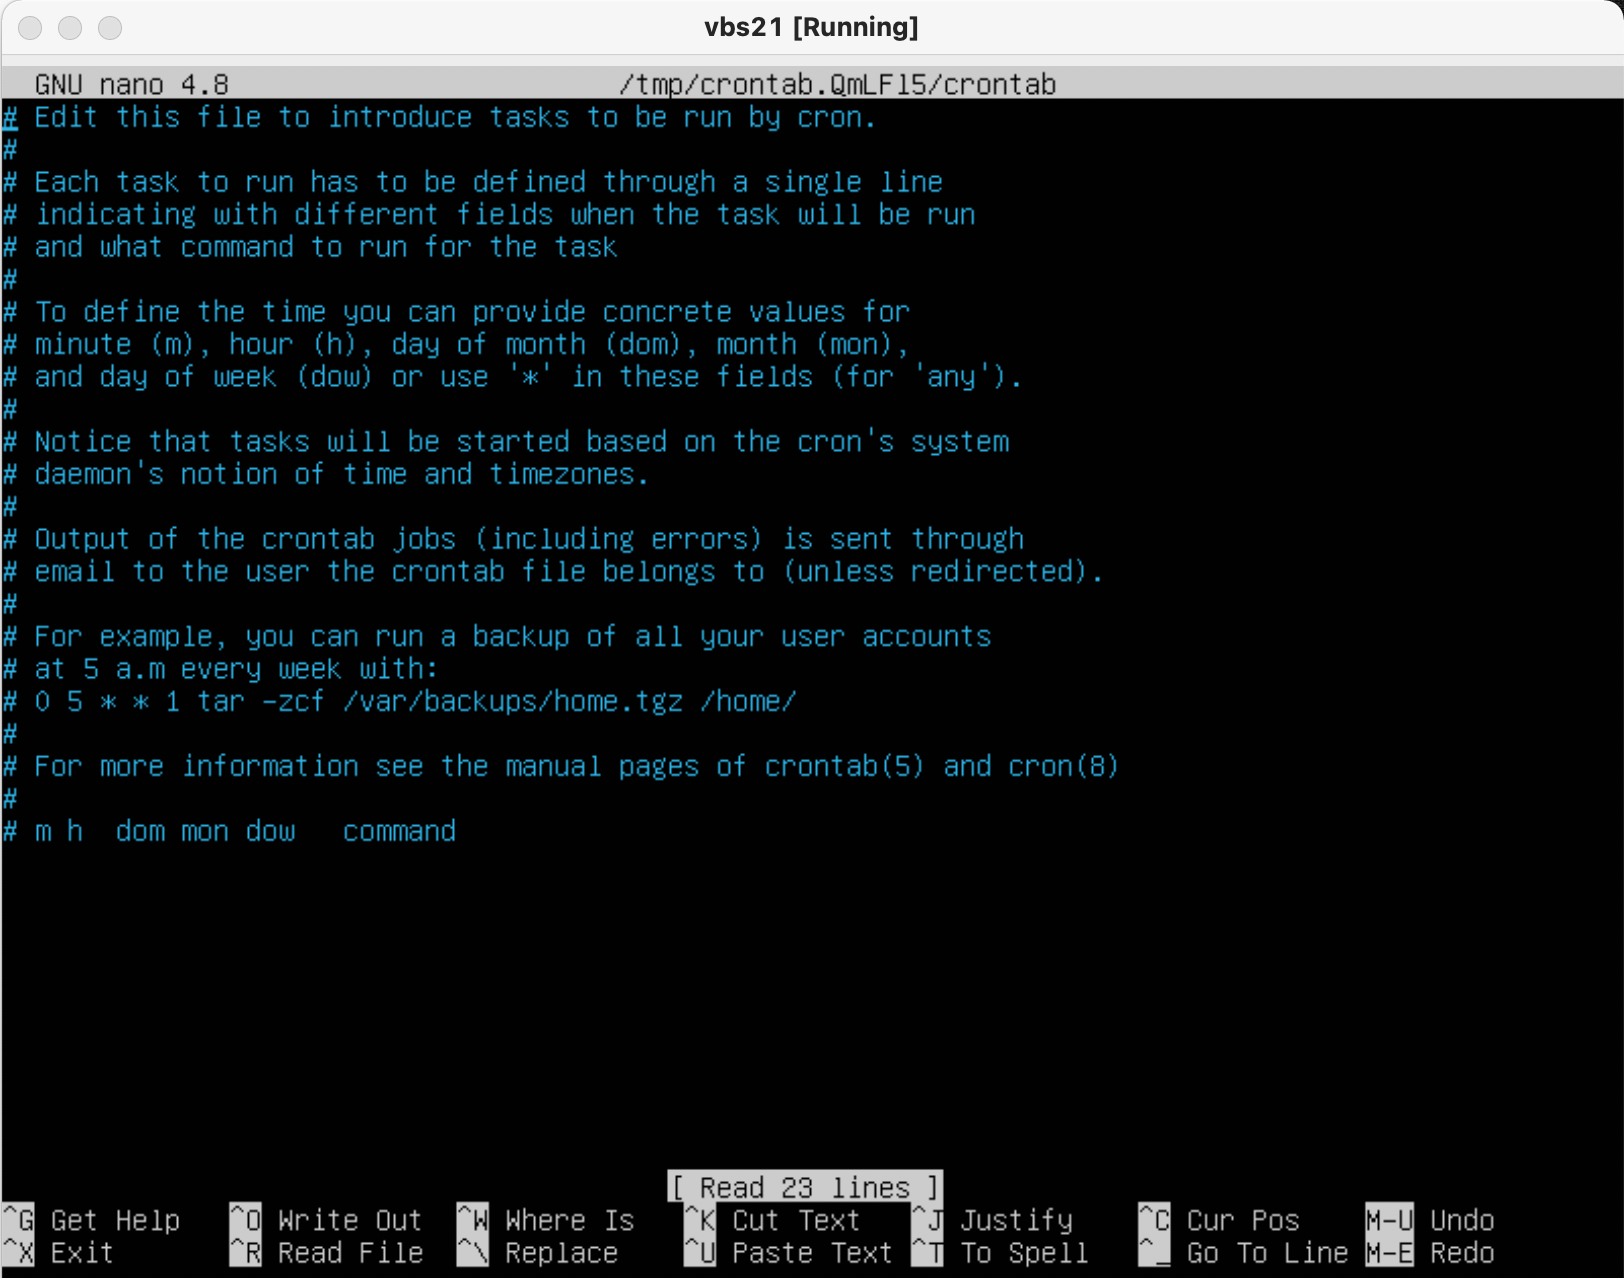 vbs21 [Running]
GNU nano 4.8 /tmp/crontab.QmLFl5/crontab
# Edit this file to introduce tasks to be run by cron.
#
# Each task to run has to be defined through a single line
# indicating with different fields when the task will be run
# and what command to run for the task
#
# To define the time you can provide concrete values for
# minute (m), hour (h), day of month (dom), month (mon),
# and day of week (dow) or use '*' in these fields (for 'any').
#
# Notice that tasks will be started based on the cron's system
# daemon's notion of time and timezones.
#
# Output of the crontab jobs (including errors) is sent through
# email to the user the crontab file belongs to (unless redirected).
#
# For example, you can run a backup of all your user accounts
# at 5 a.m every week with:
# 0 5 * * 1 tar -zcf /var/backups/home.tgz /home/
#
# For more information see the manual pages of crontab(5) and cron(8)
#
# m h  dom mon dow   command
[ Read 23 lines ]
^G Get Help ^O Write Out ^W Where Is ^K Cut Text ^J Justify ^C Cur Pos M-U Undo
^X Exit ^R Read File ^\ Replace ^U Paste Text ^T To Spell ^_ Go To Line M-E Redo